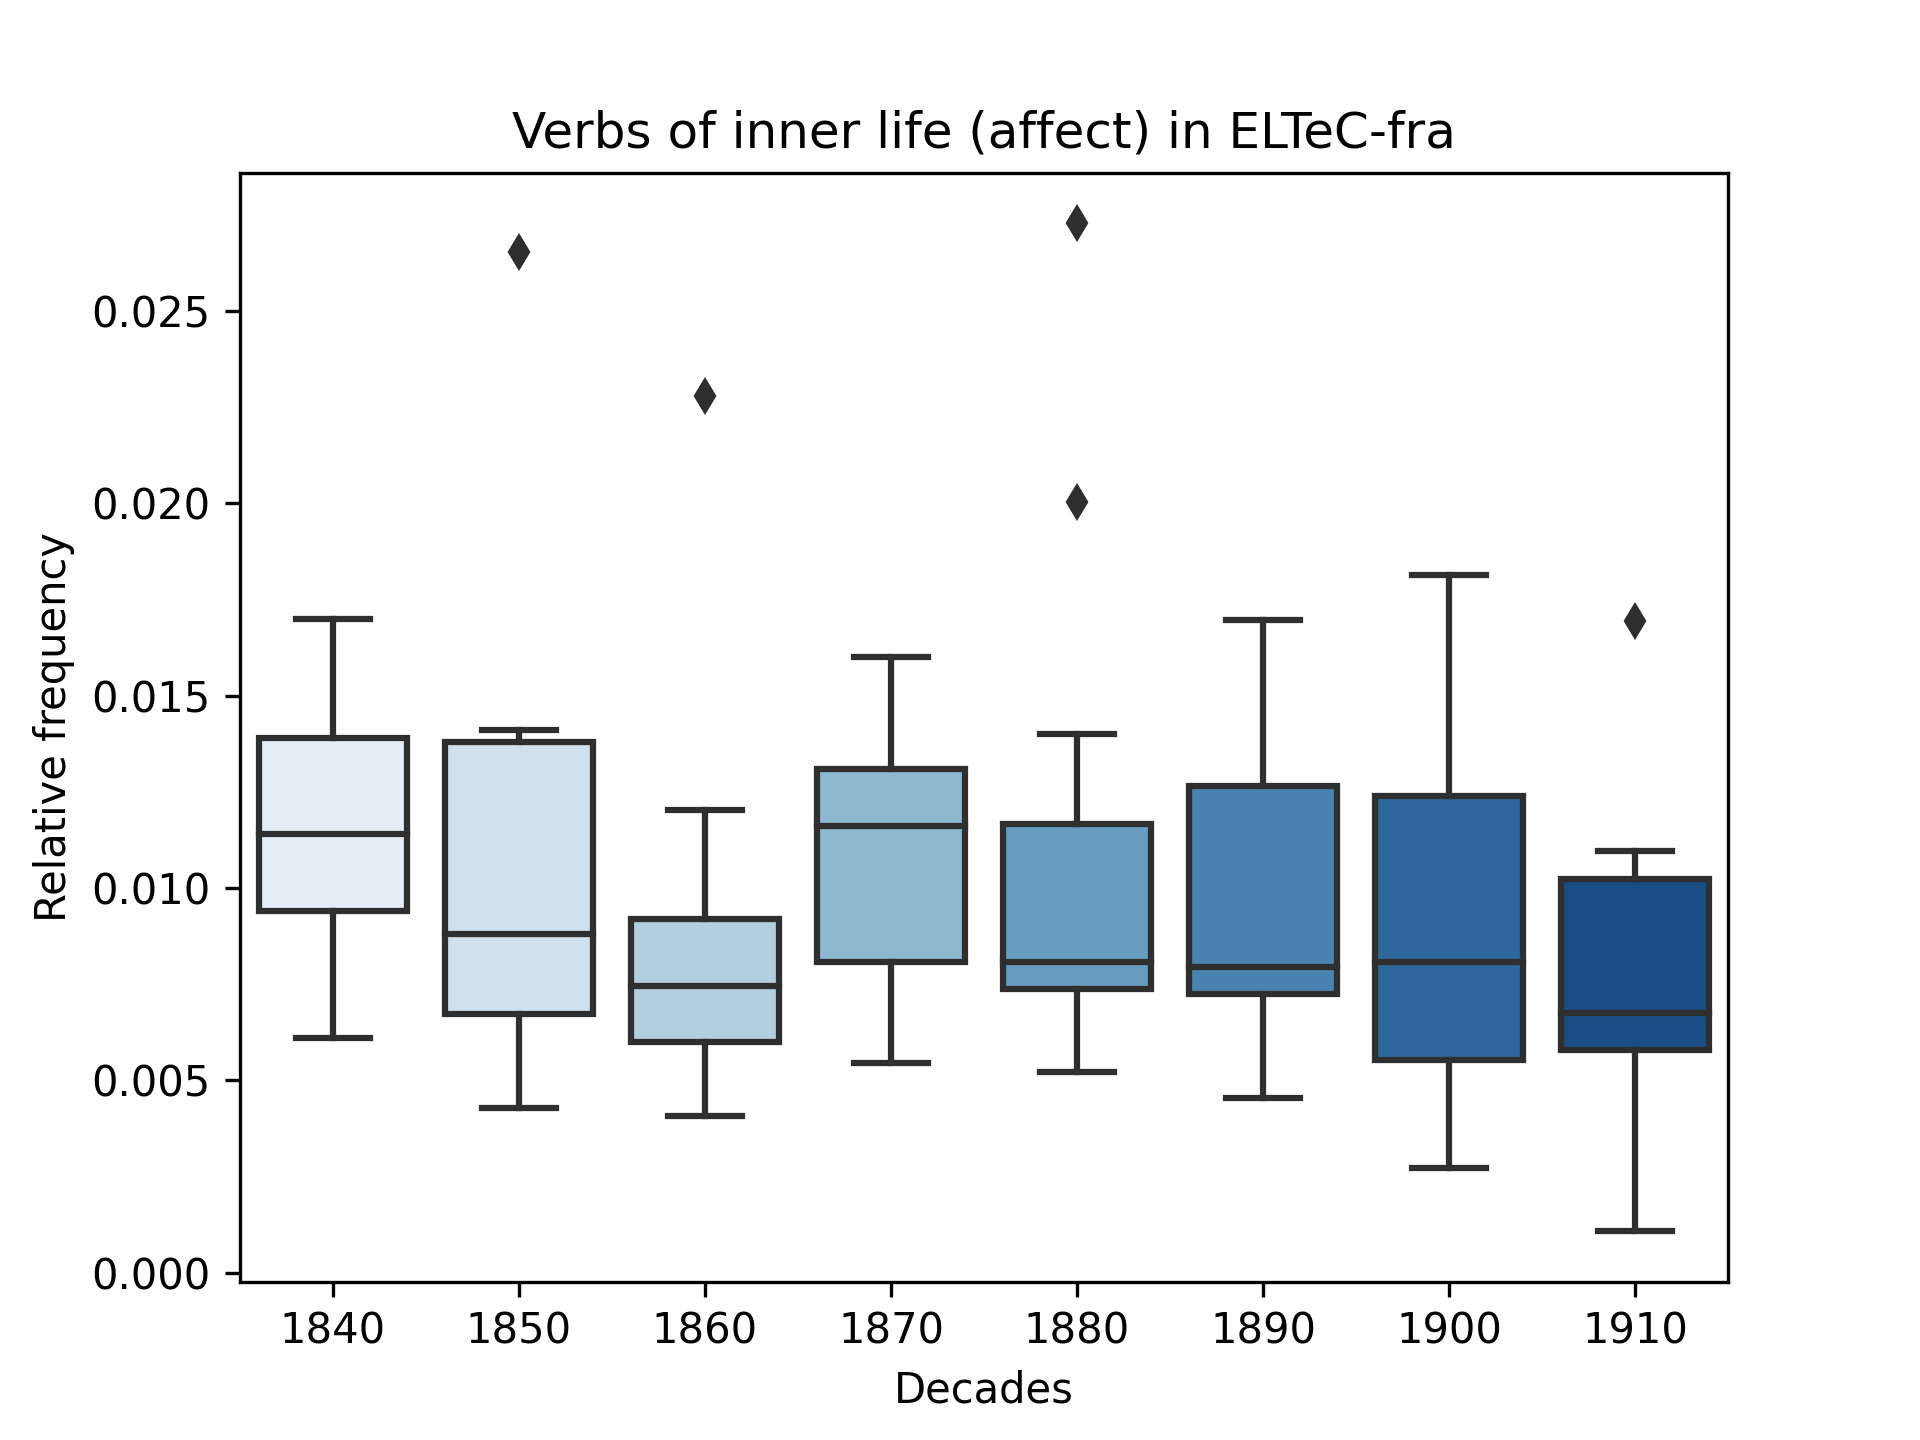 Verbs of inner life (affect) in ELTeC-fra
Relative frequency
0.025
0.020
0.015
0.010
0.005
0.000
1840 1850 1860 1870 1880 1890 1900 1910
Decades